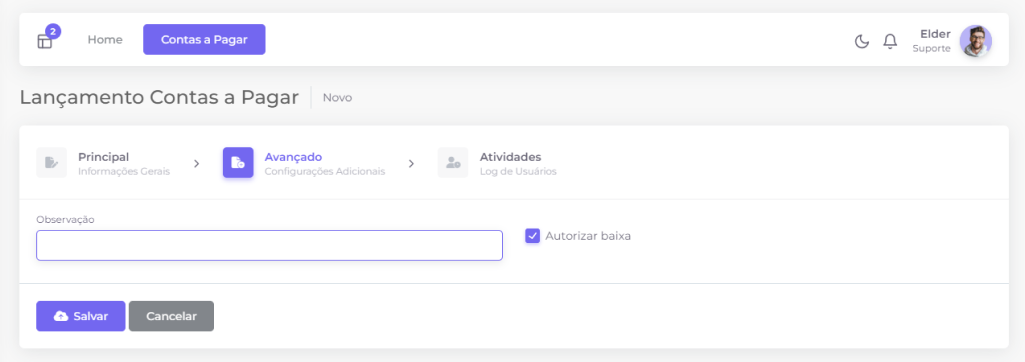 2
Home
Contas a Pagar
Elder
Suporte
Lançamento Contas a Pagar
Novo
Principal
Informações Gerais
Avançado
Configurações Adicionais
Atividades
Log de Usuários
Observação
Autorizar baixa
Salvar
Cancelar